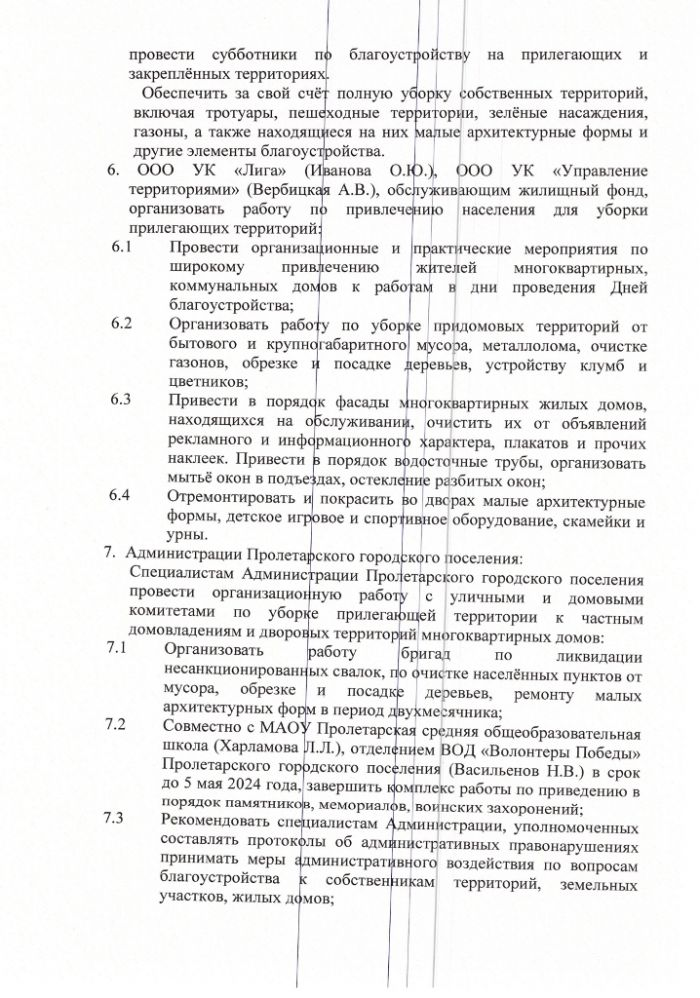 провести субботники по благоустройству на прилегающих и
закреплённых территориях.
Обеспечить за свой счёт полную уборку собственных территорий,
включая тротуары, пешеходные территории, зелёные насаждения,
газоны, а также находящиеся на них малые архитектурные формы и
другие элементы благоустройства.
6. ООО УК «Лига» (Иванова О.Ю.), ООО УК «Управление
территориями» (Вербицкая А.В.), обслуживающим жилищный фонд,
организовать работу по привлечению населения для уборки
прилегающих территорий:
6.1 Провести организационные и практические мероприятия по
широкому привлечению жителей многоквартирных,
коммунальных домов к работам в дни проведения Дней
благоустройства;
6.2 Организовать работу по уборке придомовых территорий от
бытового и крупногабаритного мусора, металлолома, очистке
газонов, обрезке и посадке деревьев, устройству клумб и
цветников;
6.3 Привести в порядок фасады многоквартирных жилых домов,
находящихся на обслуживании, очистить их от объявлений
рекламного и информационного характера, плакатов и прочих
наклеек. Привести в порядок водосточные трубы, организовать
мытьё окон в подъездах, остекление разбитых окон;
6.4 Отремонтировать и покрасить во дворах малые архитектурные
формы, детское игровое и спортивное оборудование, скамейки и
урны.
7. Администрации Пролетарского городского поселения:
Специалистам Администрации Пролетарского городского поселения
провести организационную работу с уличными и домовыми
комитетами по уборке прилегающей территории к частным
домовладениям и дворовых территорий многоквартирных домов:
7.1 Организовать работу бригад по ликвидации
несанкционированных свалок, по очистке населённых пунктов от
мусора, обрезке и посадке деревьев, ремонту малых
архитектурных форм в период двухмесячника;
7.2 Совместно с МАОУ Пролетарская средняя общеобразовательная
школа (Харламова Л.Л.), отделением ВОД «Волонтеры Победы»
Пролетарского городского поселения (Васильенов Н.В.) в срок
до 5 мая 2024 года, завершить комплекс работы по приведению в
порядок памятников, мемориалов, воинских захоронений;
7.3 Рекомендовать специалистам Администрации, уполномоченных
составлять протоколы об административных правонарушениях
принимать меры административного воздействия по вопросам
благоустройства к собственникам территорий, земельных
участков, жилых домов;